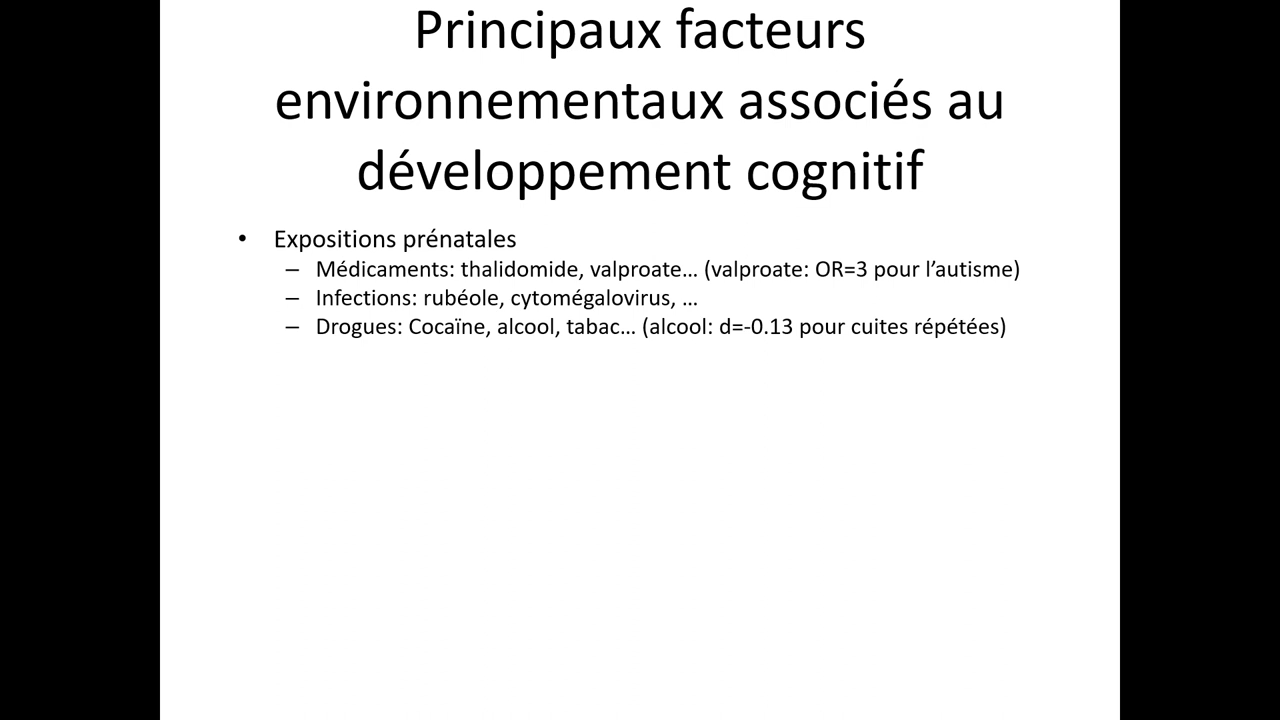 Principaux facteurs
environnementaux associés au
développement cognitif
• Expositions prénatales
– Médicaments: thalidomide, valproate... (valproate: OR=3 pour l’autisme)
– Infections: rubéole, cytomégalovirus, ...
– Drogues: Cocaïne, alcool, tabac... (alcool: d=-0.13 pour cuites répétées)